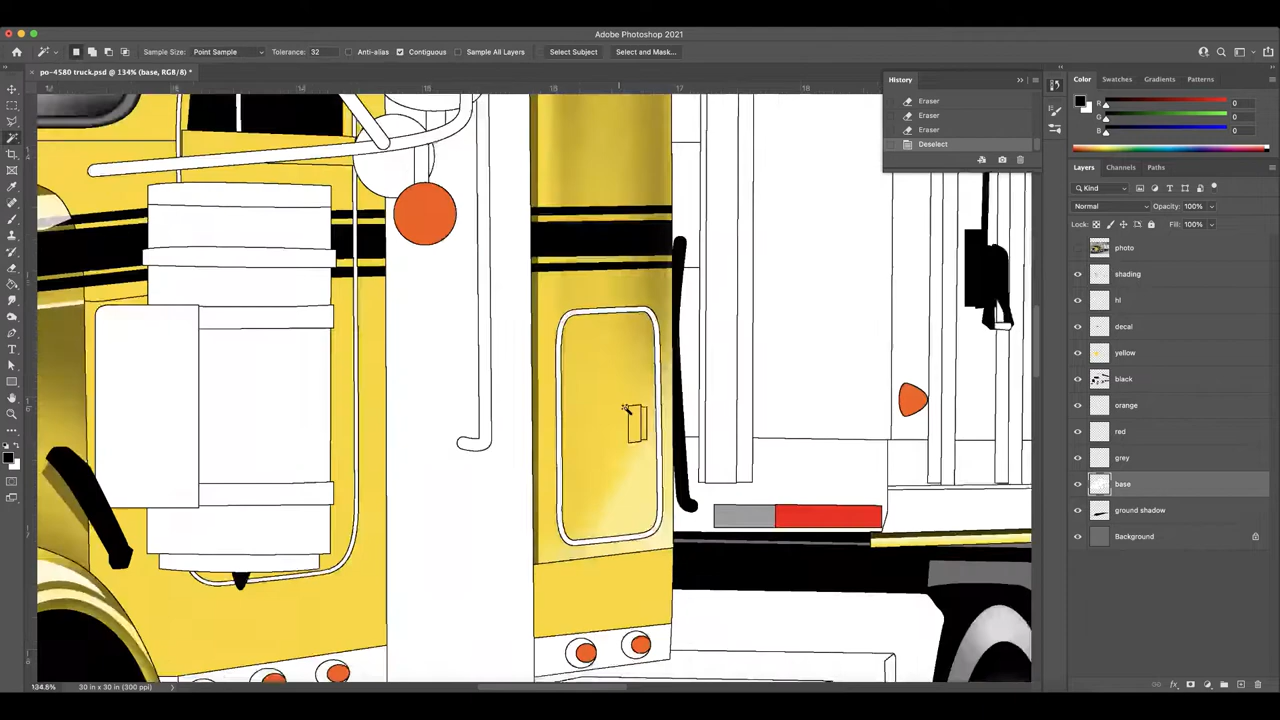 Adobe Photoshop 2021
Sample Size: Point Sample Tolerance: 32 Anti-alias Contiguous Sample All Layers Select Subject Select and Mask...
po-4580 truck.psd @ 134% (base, RGB/8) *
History
Eraser
Eraser
Eraser
Deselect
Color Swatches Gradients Patterns
R 0
G 0
B 0
Layers Channels Paths
Kind
Normal Opacity: 100%
Lock: Fill: 100%
photo
shading
hl
decal
yellow
black
orange
red
grey
base
ground shadow
Background
134.5% 30 in x 30 in (300 ppi)